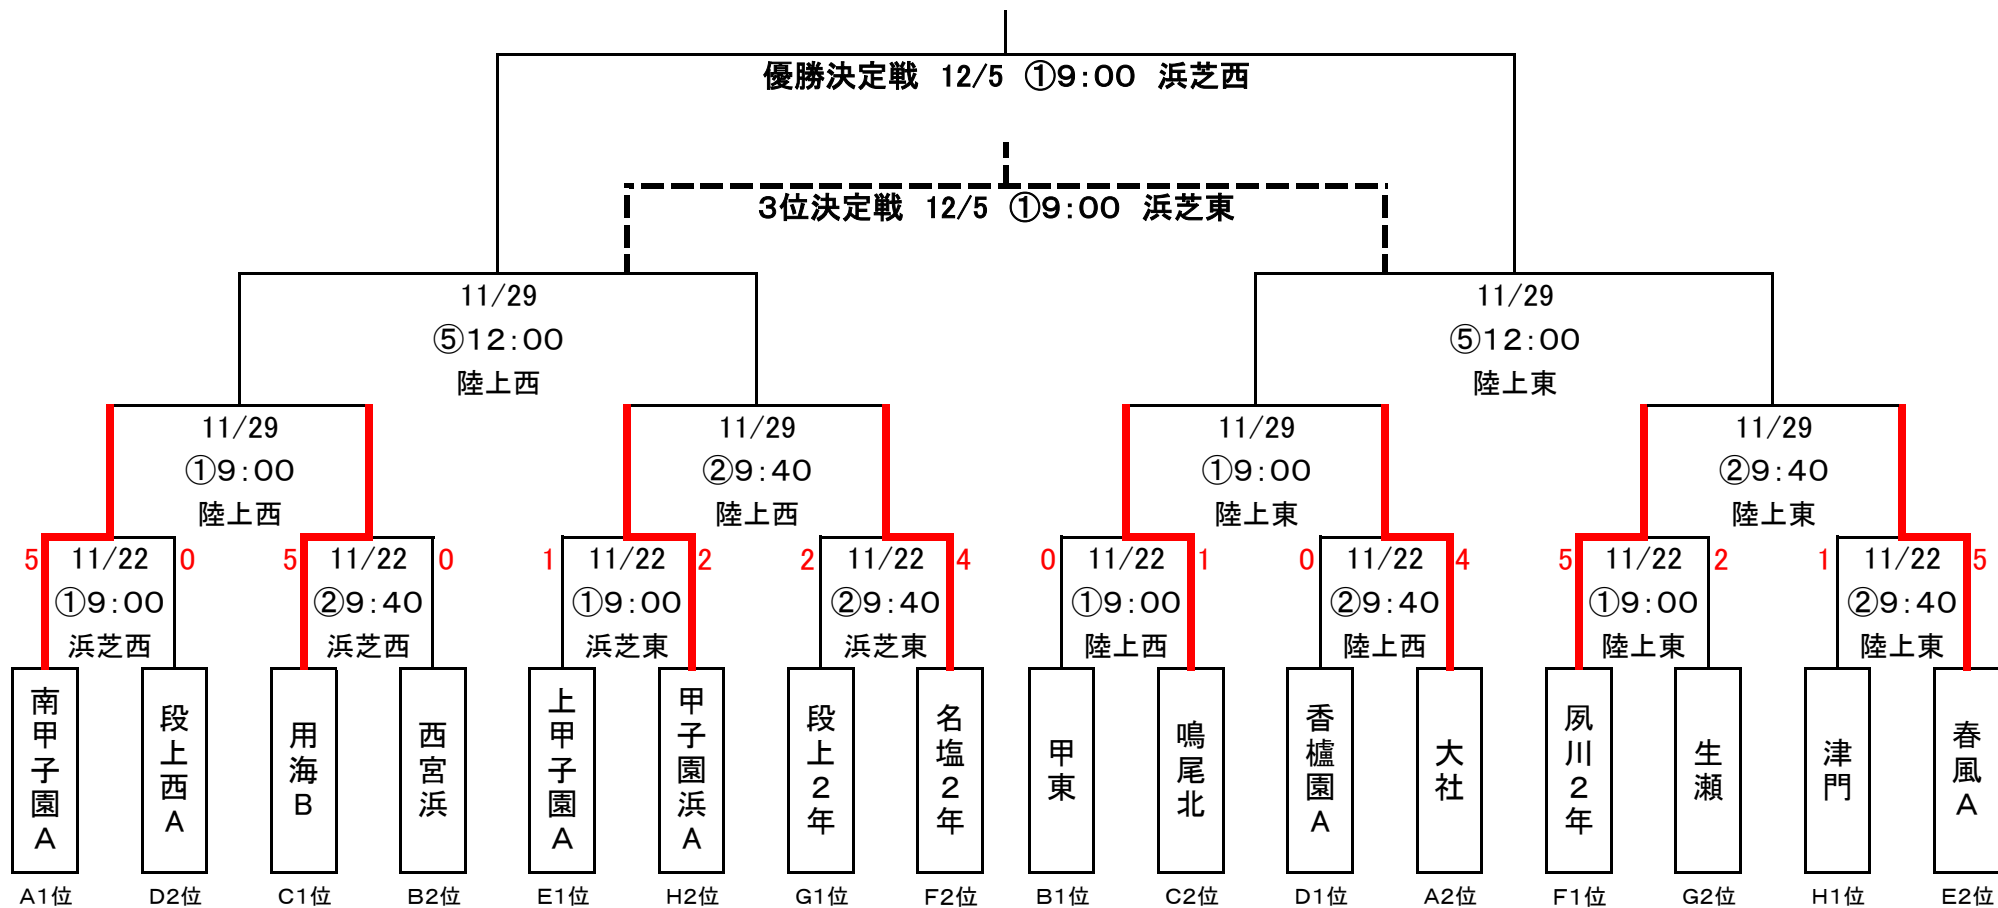 優勝決定戦 12/5 ①9:00 浜芝西
3位決定戦 12/5 ①9:00 浜芝東
11/29
⑤12:00
陸上西
11/29
⑤12:00
陸上東
11/29
①9:00
陸上西
11/29
②9:40
陸上西
11/29
①9:00
陸上東
11/29
②9:40
陸上東
5 11/22 0
①9:00
浜芝西
5 11/22 0
②9:40
浜芝西
1 11/22 2
①9:00
浜芝東
2 11/22 4
②9:40
浜芝東
0 11/22 1
①9:00
陸上西
0 11/22 4
②9:40
陸上西
5 11/22 2
①9:00
陸上東
1 11/22 5
②9:40
陸上東
南甲子園A
段上西A
用海B
西宮浜
上甲子園A
甲子園浜A
段上2年
名塩2年
甲東
鳴尾北
香櫨園A
大社
夙川2年
生瀬
津門
春風A
A1位
D2位
C1位
B2位
E1位
H2位
G1位
F2位
B1位
C2位
D1位
A2位
F1位
G2位
H1位
E2位